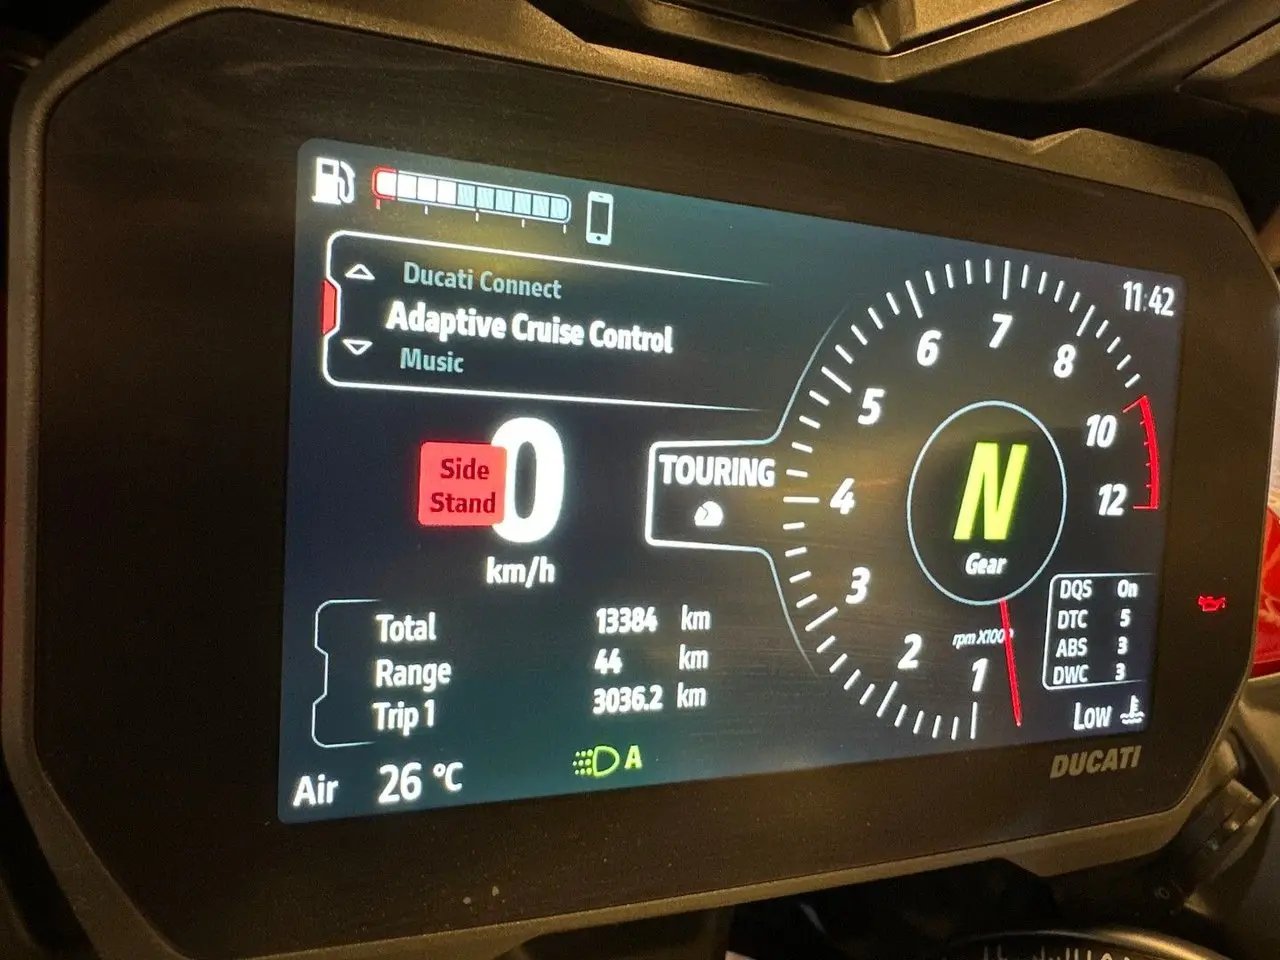 11:42
Ducati Connect
Adaptive Cruise Control
Music
Side
Stand
0
km/h
TOURING
1
2
3
4
5
6
7
8
10
12
N
Gear
rpm X1000
DQS On
DTC 5
ABS 3
DWC 3
Low
Total 13384 km
Range 44 km
Trip 1 3036.2 km
Air 26 °C
A
DUCATI